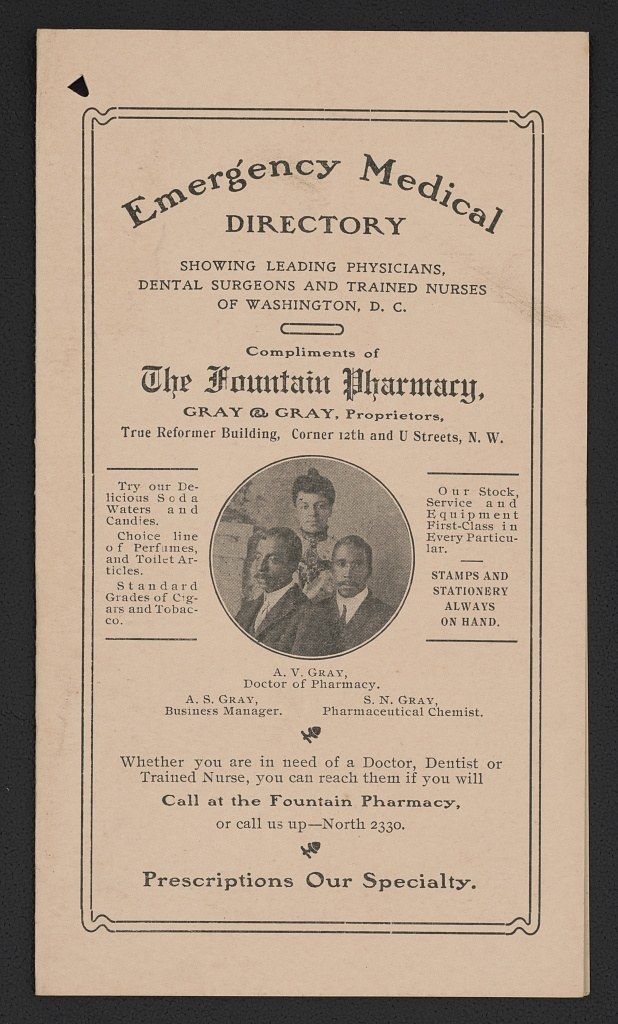 Emergency Medical
DIRECTORY
SHOWING LEADING PHYSICIANS,
DENTAL SURGEONS AND TRAINED NURSES
OF WASHINGTON, D. C.
Compliments of
The Fountain Pharmacy,
GRAY & GRAY, Proprietors,
True Reformer Building, Corner 12th and U Streets, N. W.
Try our De-
licious Soda
Waters and
Candies.
Choice line
of Perfumes,
and Toilet Ar-
ticles.
Standard
Grades of Cig-
ars and Tobac-
co.
Our Stock,
Service and
Equipment
First-Class in
Every Particu-
lar.
STAMPS AND
STATIONERY
ALWAYS
ON HAND.
A. V. GRAY,
Doctor of Pharmacy.
A. S. GRAY,
Business Manager.
S. N. GRAY,
Pharmaceutical Chemist.
Whether you are in need of a Doctor, Dentist or
Trained Nurse, you can reach them if you will
Call at the Fountain Pharmacy,
or call us up—North 2330.
Prescriptions Our Specialty.